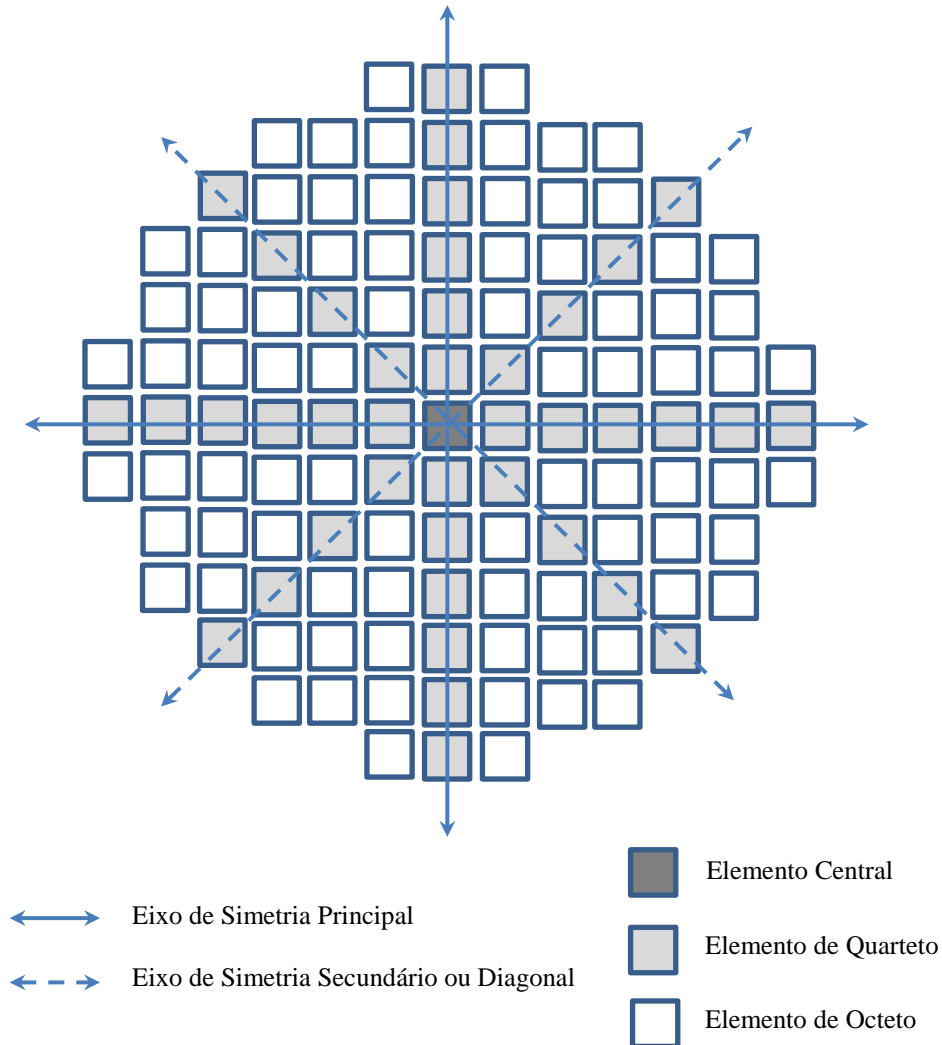 Elemento Central
Eixo de Simetria Principal
Elemento de Quarteto
Eixo de Simetria Secundário ou Diagonal
Elemento de Octeto